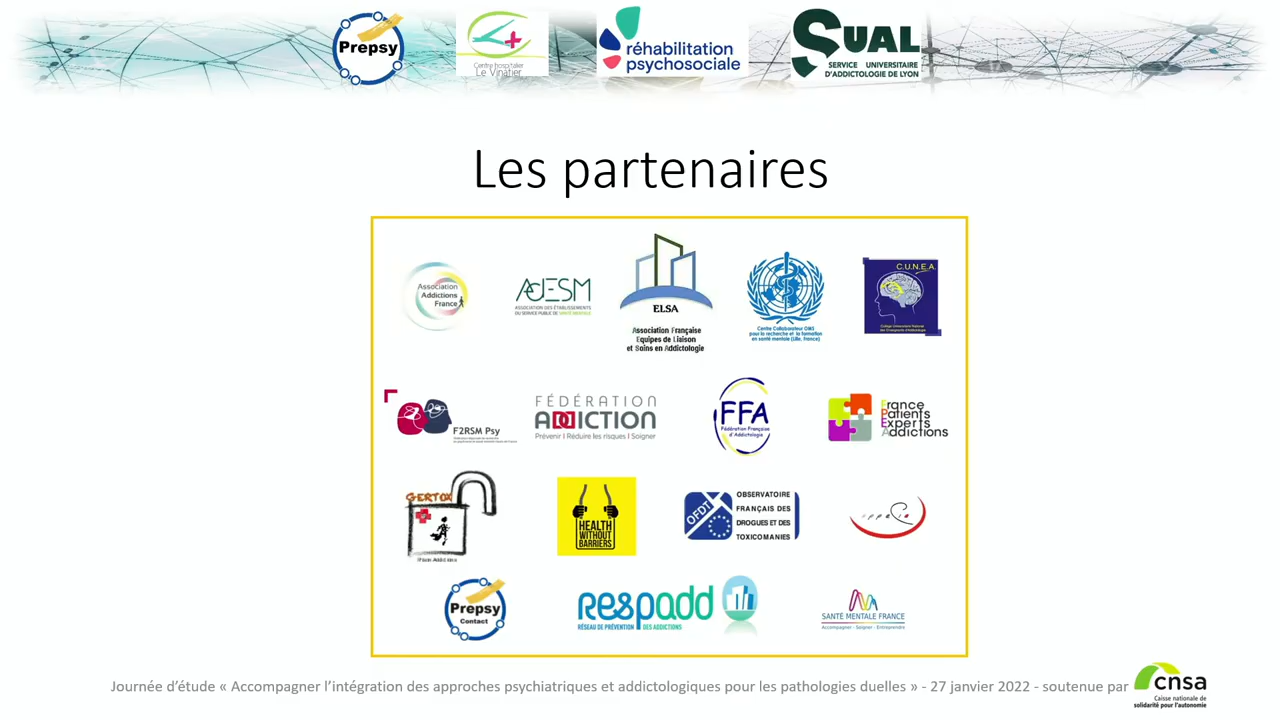 Prepsy
Centre hospitalier
Le Vinatier
réhabilitation
psychosociale
SUAL
SERVICE UNIVERSITAIRE
D'ADDICTOLOGIE DE LYON
Les partenaires
Association
Addictions
France
AdESM
ASSOCIATION DES ÉTABLISSEMENTS
DU SERVICE PUBLIC DE SANTÉ MENTALE
ELSA
Association Française
Equipes de Liaison
et Soins en Addictologie
Centre Collaborateur OMS
pour la recherche et la formation
en santé mentale (Lille, France)
C.U.N.E.A.
F2RSM Psy
FÉDÉRATION
ADDICTION
Prévenir I Réduire les risques I Soigner
FFA
Fédération Française
d'Addictologie
France
Patients
Experts
Addictions
GERTOX
HEALTH
WITHOUT
BARRIERS
OFDT
OBSERVATOIRE
FRANÇAIS DES
DROGUES ET DES
TOXICOMANIES
Prepsy
Contact
respadd
RÉSEAU DE PRÉVENTION DES ADDICTIONS
SANTE MENTALE FRANCE
Accompagner - Soigner - Entreprendre
Journée d'étude « Accompagner l'intégration des approches psychiatriques et addictologiques pour les pathologies duelles » - 27 janvier 2022 - soutenue par
cnsa
Caisse nationale de
solidarité pour l'autonomie